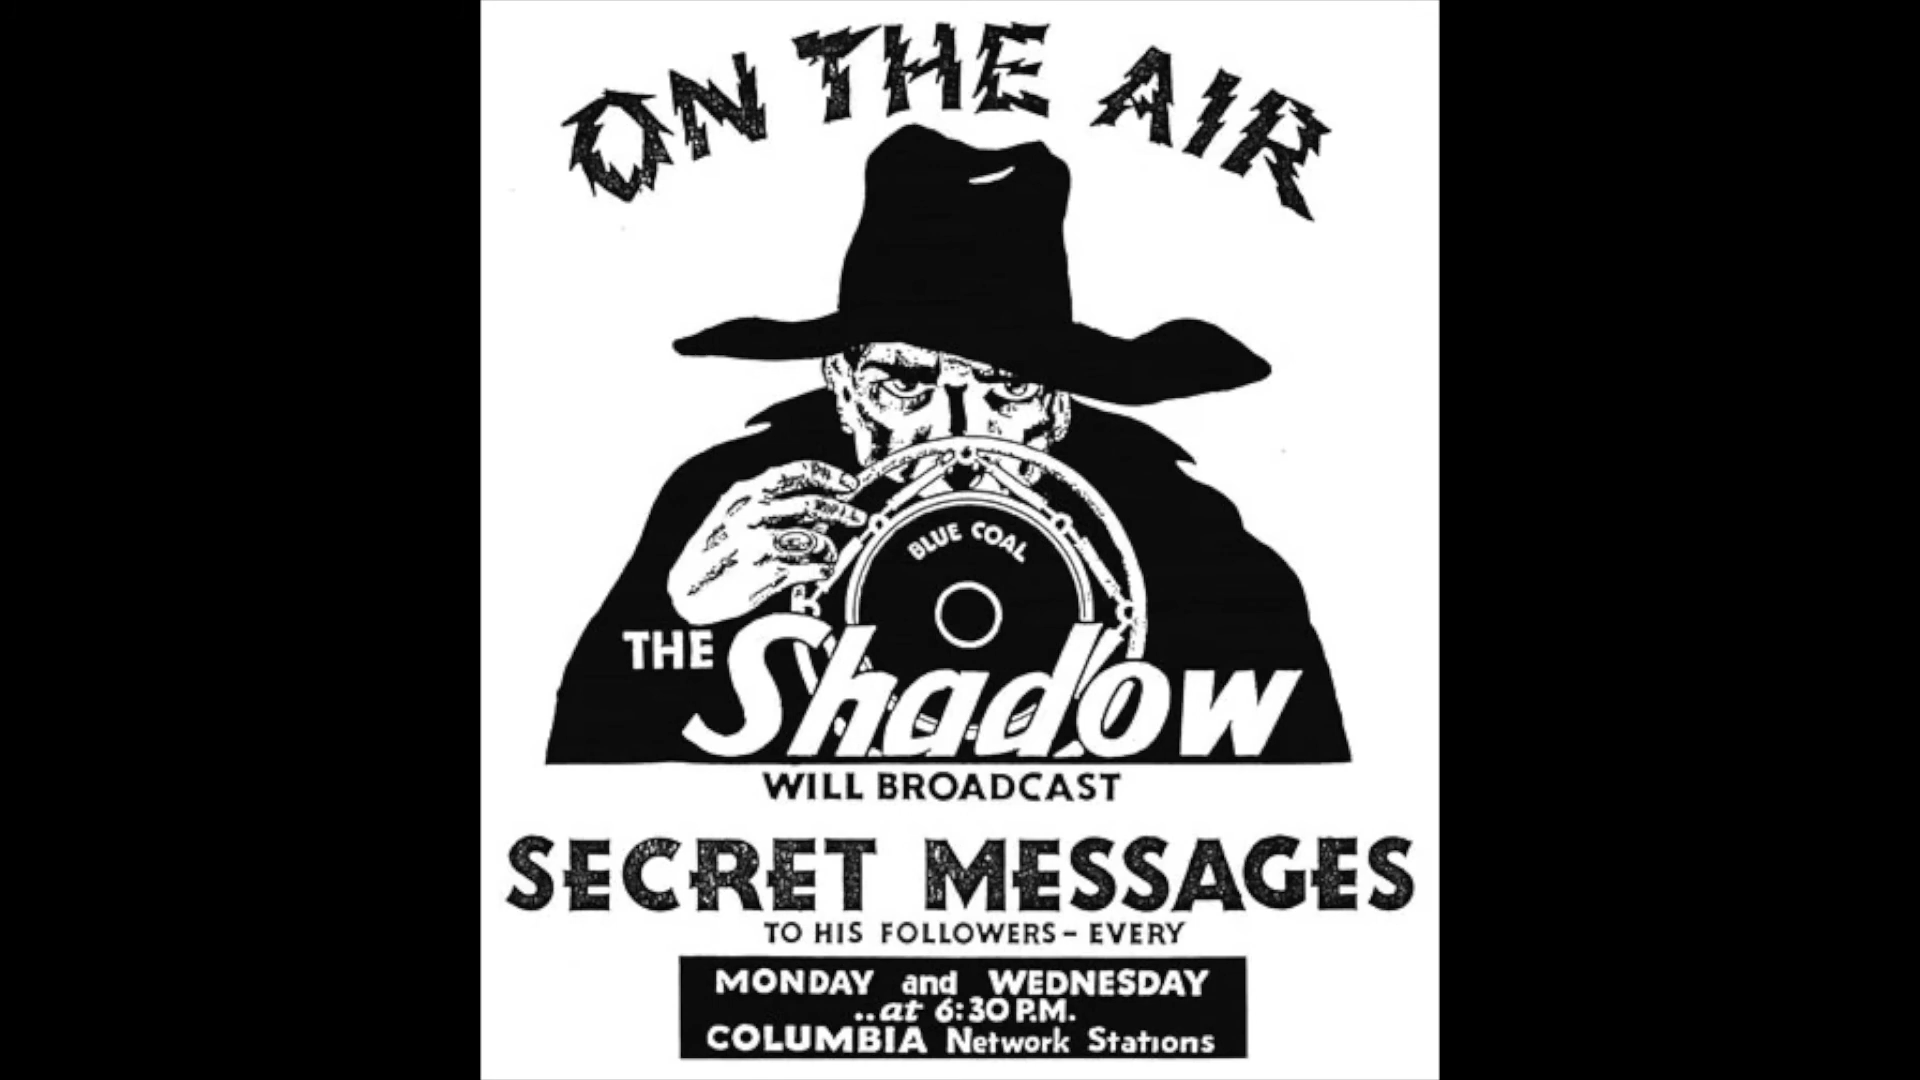 ON THE AIR
BLUE COAL
THE Shadow
WILL BROADCAST
SECRET MESSAGES
TO HIS FOLLOWERS - EVERY
MONDAY and WEDNESDAY
..at 6:30 P.M.
COLUMBIA Network Stations